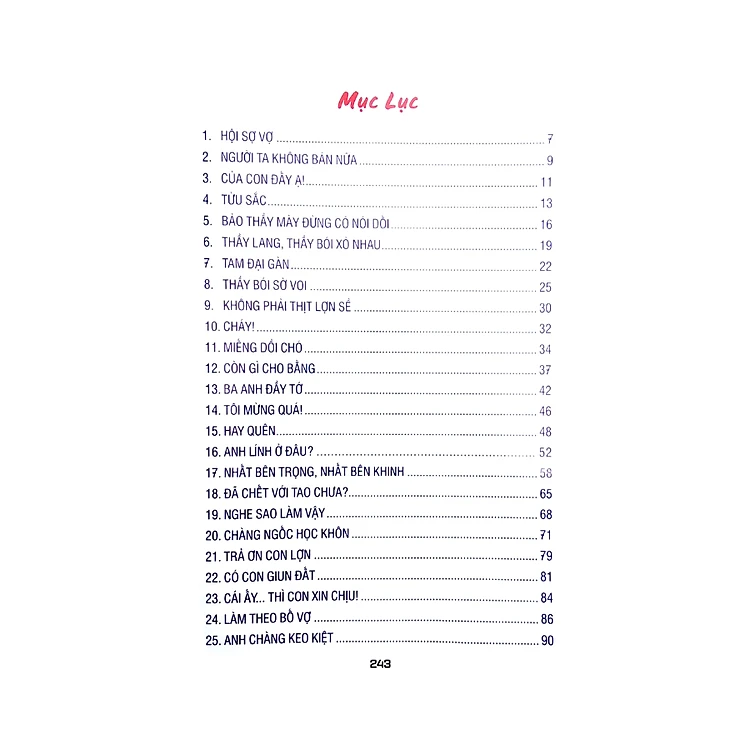 Mục Lục
1. HỘI SỢ VỢ 7
2. NGƯỜI TA KHÔNG BÁN NỮA 9
3. CỦA CON ĐÂY Ạ! 11
4. TỬU SẮC 13
5. BẢO THẦY MÀY ĐỪNG CÓ NÓI DỐI 16
6. THẦY LANG, THẦY BÓI XỎ NHAU 19
7. TAM ĐẠI GÀN 22
8. THẦY BÓI SỜ VOI 25
9. KHÔNG PHẢI THỊT LỢN SỀ 30
10. CHÁY! 32
11. MIẾNG DỒI CHÓ 34
12. CÒN GÌ CHO BẰNG 37
13. BA ANH ĐẦY TỚ 42
14. TÔI MỪNG QUÁ! 46
15. HAY QUÊN 48
16. ANH LÍNH Ở ĐÂU? 52
17. NHẤT BÊN TRỌNG, NHẤT BÊN KHINH 58
18. ĐÃ CHẾT VỚI TAO CHƯA? 65
19. NGHE SAO LÀM VẬY 68
20. CHÀNG NGỐC HỌC KHÔN 71
21. TRẢ ƠN CON LỢN 79
22. CÓ CON GIUN ĐẤT 81
23. CÁI ẤY... THÌ CON XIN CHỊU! 84
24. LÀM THEO BỐ VỢ 86
25. ANH CHÀNG KEO KIỆT 90
243